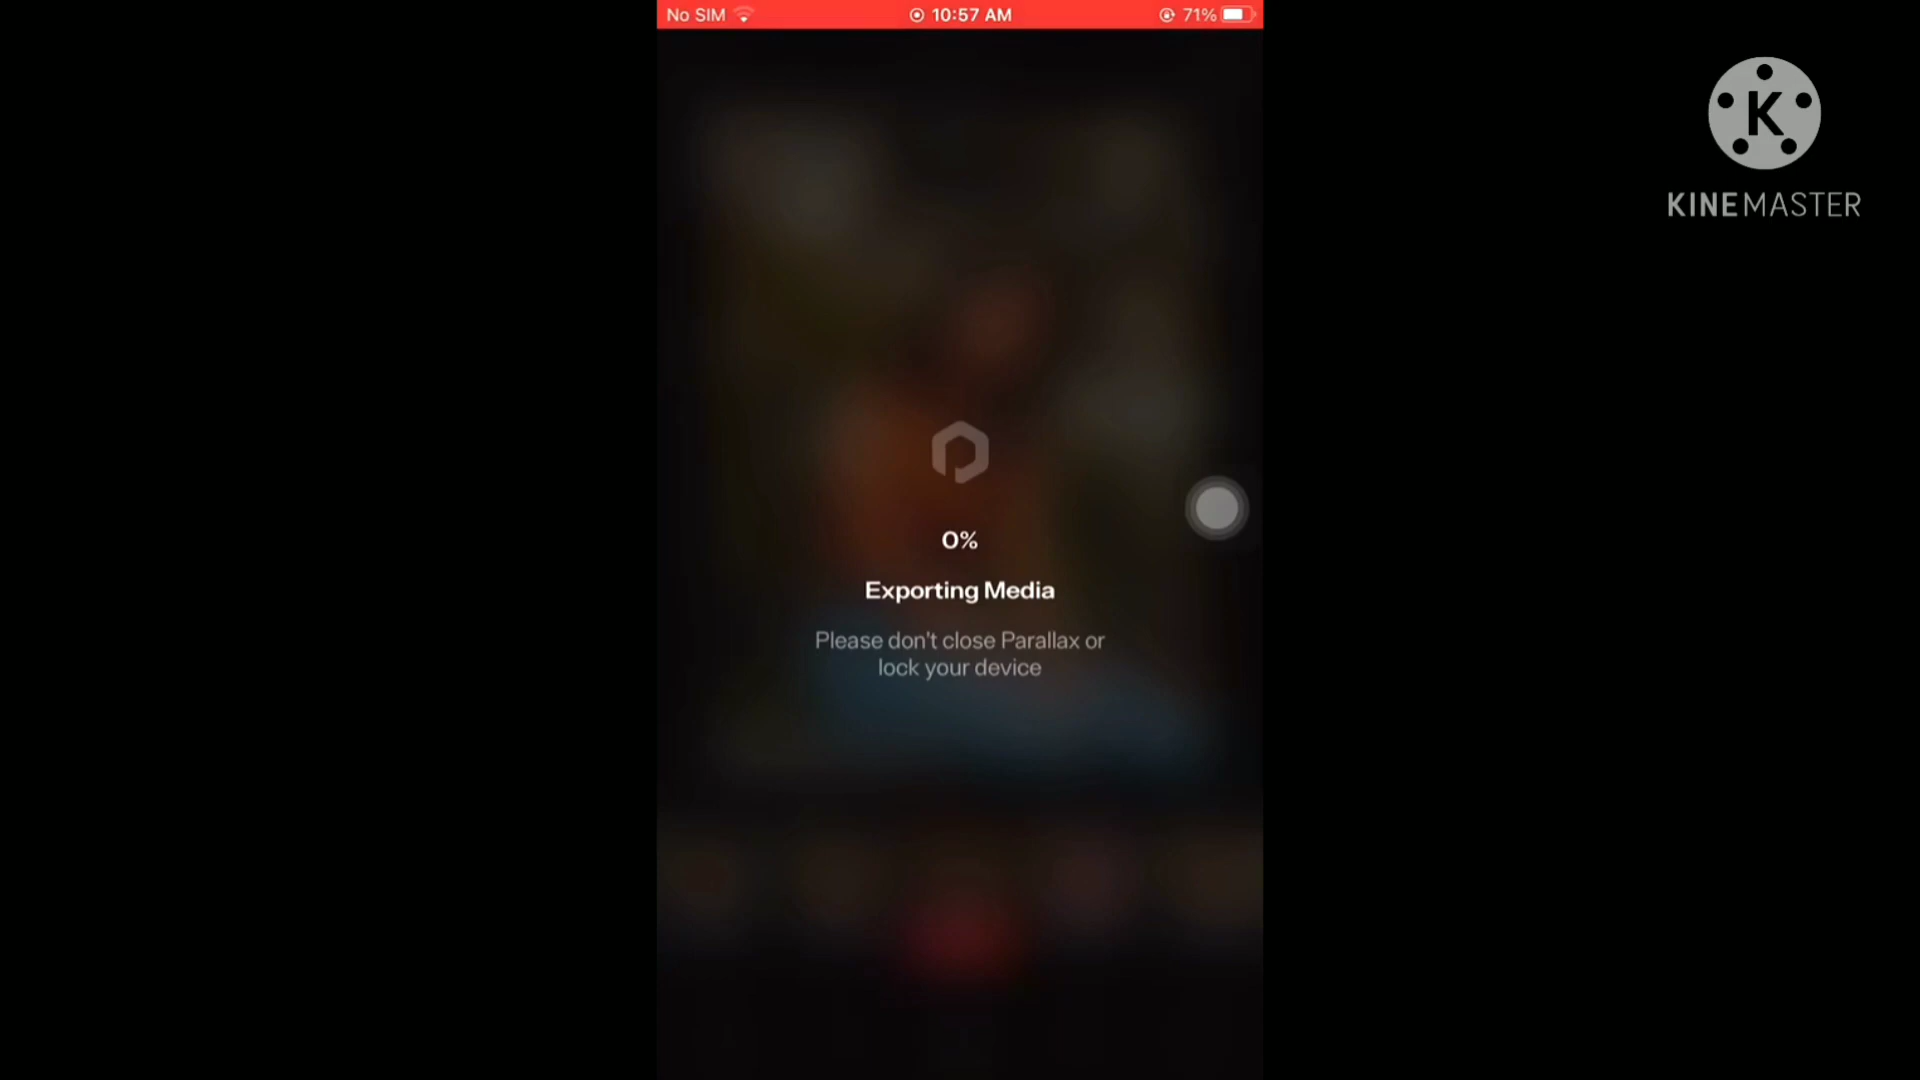 No SIM 10:57 AM 71%
K
KINEMASTER
0%
Exporting Media
Please don't close Parallax or
lock your device